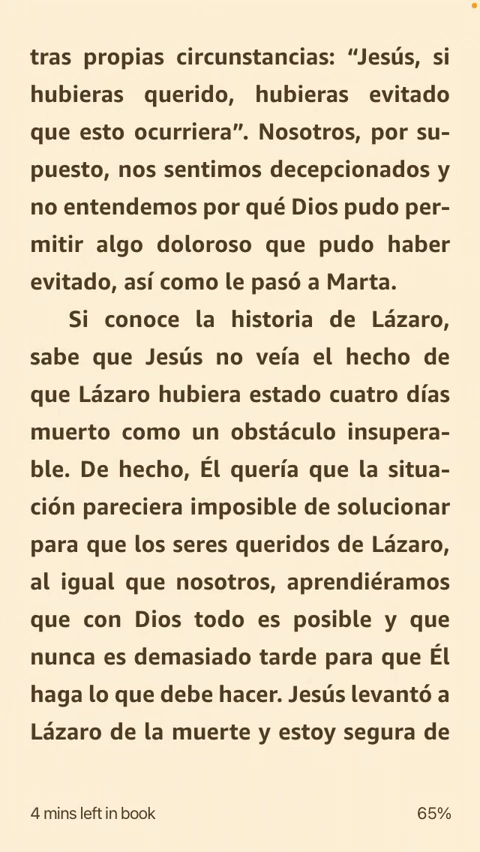 tras propias circunstancias: “Jesús, si
hubieras querido, hubieras evitado
que esto ocurriera”. Nosotros, por su-
puesto, nos sentimos decepcionados y
no entendemos por qué Dios pudo per-
mitir algo doloroso que pudo haber
evitado, así como le pasó a Marta.
Si conoce la historia de Lázaro,
sabe que Jesús no veía el hecho de
que Lázaro hubiera estado cuatro días
muerto como un obstáculo insupera-
ble. De hecho, Él quería que la situa-
ción pareciera imposible de solucionar
para que los seres queridos de Lázaro,
al igual que nosotros, aprendiéramos
que con Dios todo es posible y que
nunca es demasiado tarde para que Él
haga lo que debe hacer. Jesús levantó a
Lázaro de la muerte y estoy segura de
4 mins left in book 65%